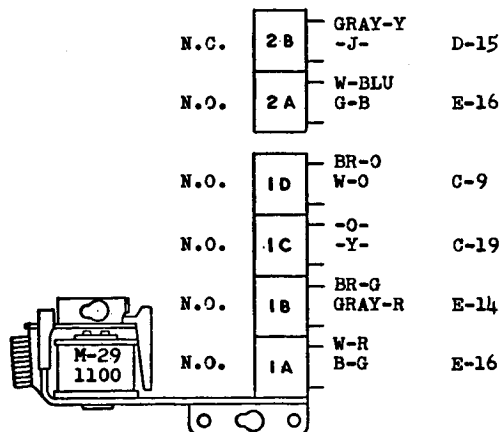 GRAY-Y
N.C. 2B -J- D-15
W-BLU
N.O. 2A G-B E-16
BR-O
N.O. 1D W-O C-9
-O-
N.O. 1C -Y- C-19
BR-G
N.O. 1B GRAY-R E-14
W-R
N.O. 1A B-G E-16
M-29
1100